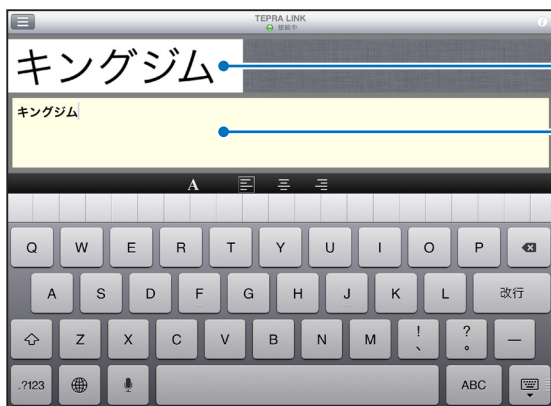 TEPRA LINK
接続中
キングジム
キングジム
A
Q W E R T Y U I O P
A S D F G H J K L 改行
Z X C V B N M ! 、 ? 。 ー
.?123 ABC